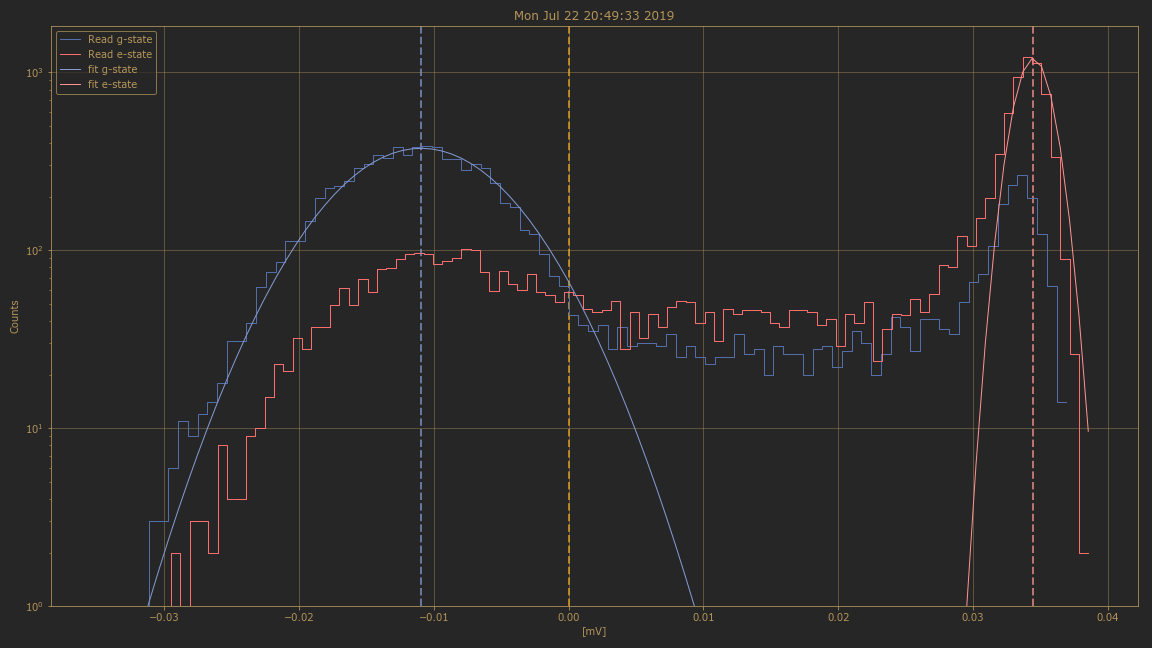 Mon Jul 22 20:49:33 2019
Read g-state
Read e-state
fit g-state
fit e-state
Counts
10³
10²
10¹
10⁰
−0.03
−0.02
−0.01
0.00
0.01
0.02
0.03
0.04
[mV]